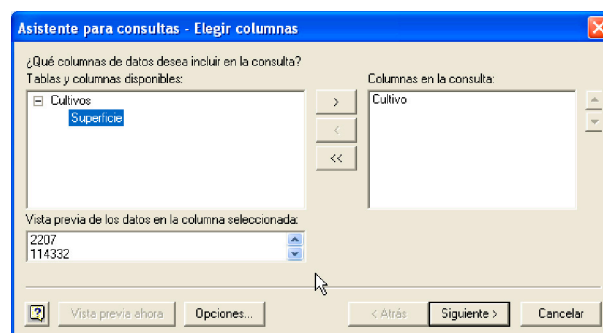 Asistente para consultas - Elegir columnas
¿Qué columnas de datos desea incluir en la consulta?
Tablas y columnas disponibles:
Columnas en la consulta:
Cultivos
Superficie
>
<
<<
Cultivo
Vista previa de los datos en la columna seleccionada:
2207
114332
Vista previa ahora
Opciones...
< Atrás
Siguiente >
Cancelar